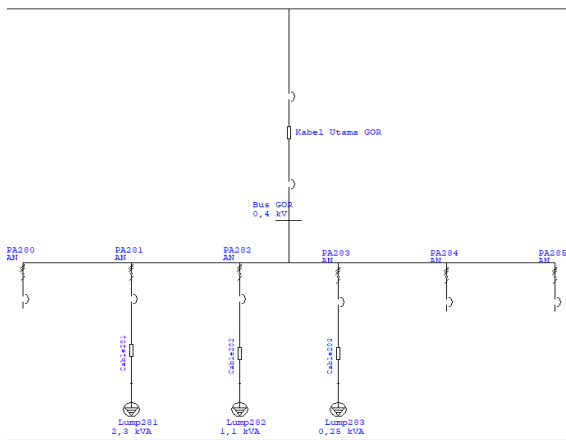 Kabel Utama GOR
Bus GOR
0,4 kV
PA280
AN
PA281
AN
PA282
AN
PA283
AN
PA284
AN
PA285
AN
Cable281
Cable282
Cable283
Lump281
2,3 kVA
Lump282
1,1 kVA
Lump283
0,25 kVA